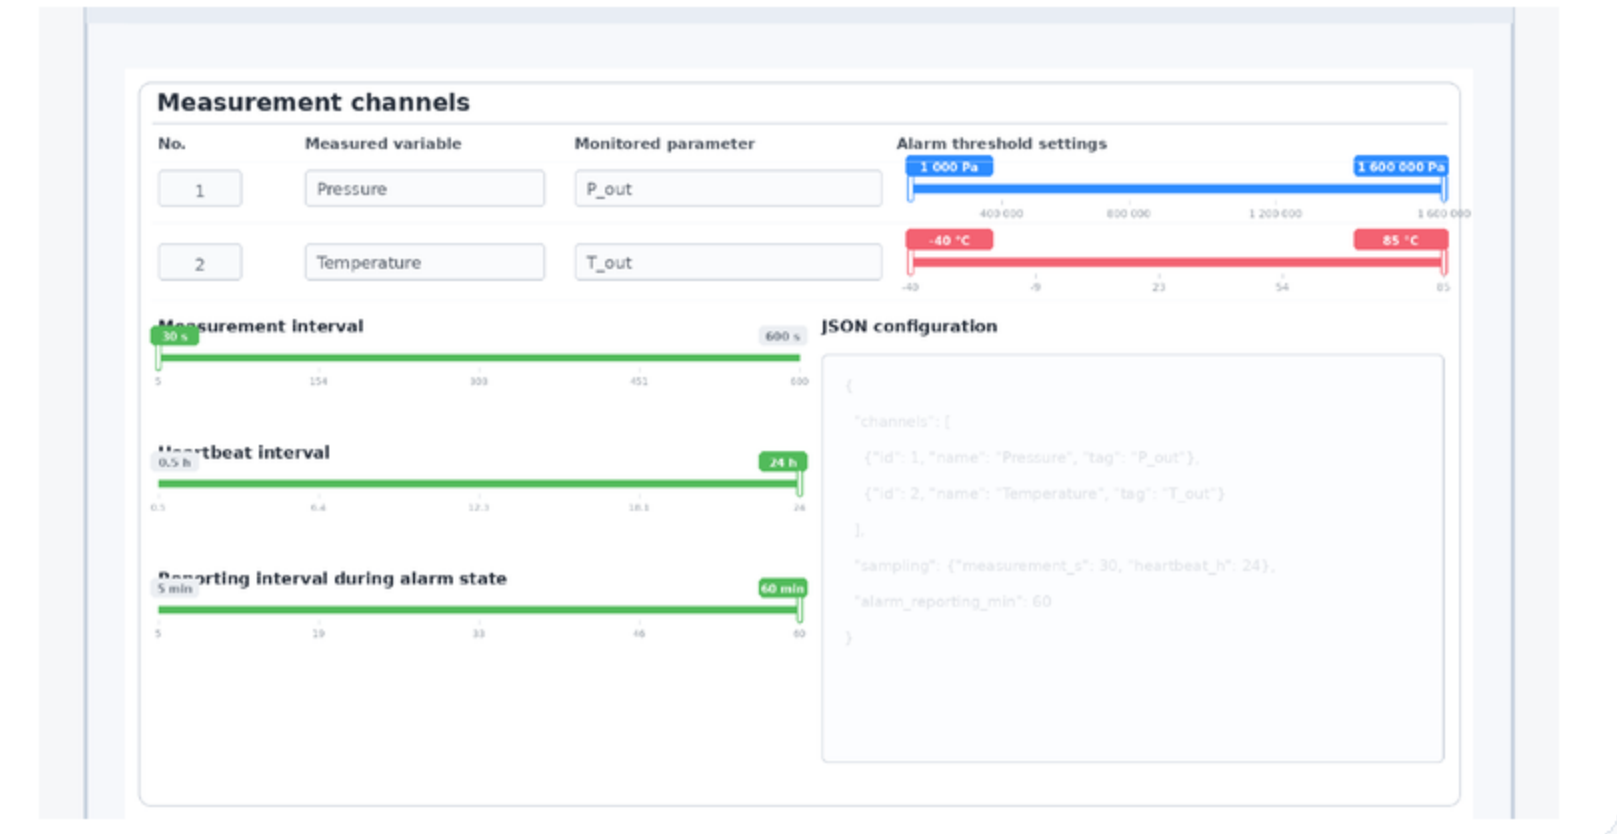 Measurement channels
No. Measured variable Monitored parameter Alarm threshold settings
1 000 Pa 1 600 000 Pa
1 Pressure P_out
400 000 800 000 1 200 000 1 600 000
-40 °C 85 °C
2 Temperature T_out
-40 -9 23 54 85
Measurement interval JSON configuration
30 s 600 s
5 154 303 451 600
{
"channels": [
Heartbeat interval
0.5 h 24 h
{"id": 1, "name": "Pressure", "tag": "P_out"},
{"id": 2, "name": "Temperature", "tag": "T_out"}
0.5 6.4 12.3 18.1 24
],
"sampling": {"measurement_s": 30, "heartbeat_h": 24},
Reporting interval during alarm state
5 min 60 min
"alarm_reporting_min": 60
5 19 33 46 60
}